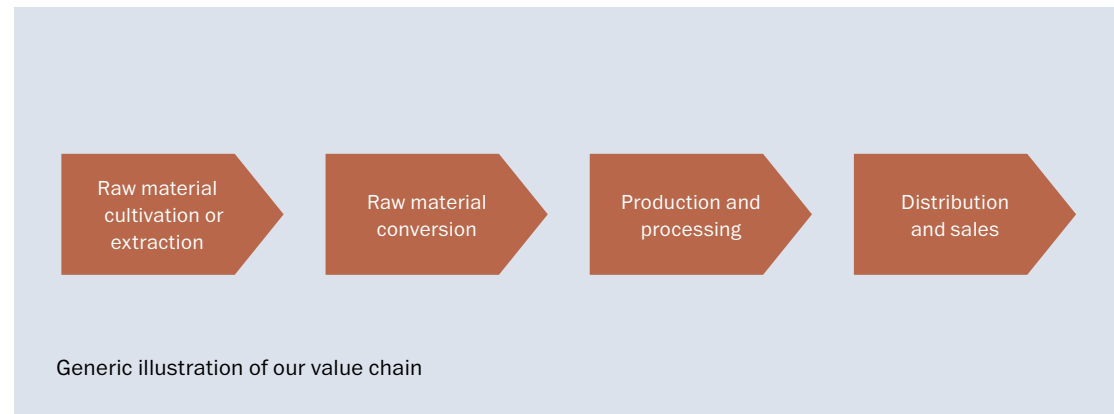 Raw material
cultivation or
extraction
Raw material
conversion
Production and
processing
Distribution
and sales
Generic illustration of our value chain